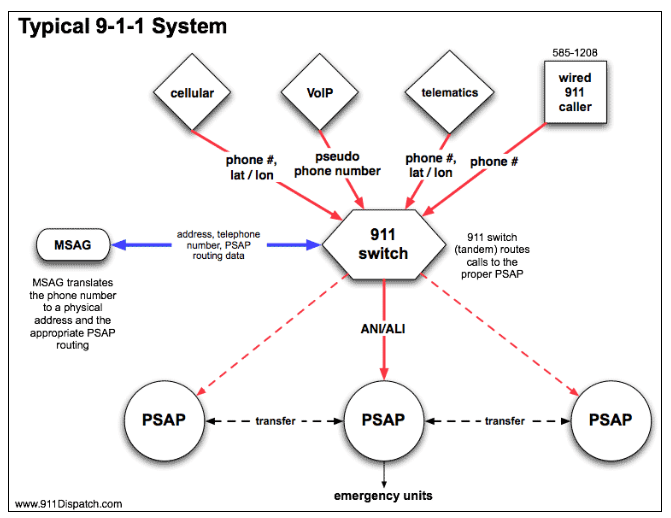 Typical 9-1-1 System
585-1208
cellular
VoIP
telematics
wired
911
caller
phone #,
lat / lon
pseudo
phone number
phone #,
lat / lon
phone #
MSAG
address, telephone
number, PSAP
routing data
911
switch
911 switch
(tandem) routes
calls to the
proper PSAP
MSAG translates
the phone number
to a physical
address and the
appropriate PSAP
routing
ANI/ALI
PSAP
transfer
PSAP
transfer
PSAP
emergency units
www.911Dispatch.com